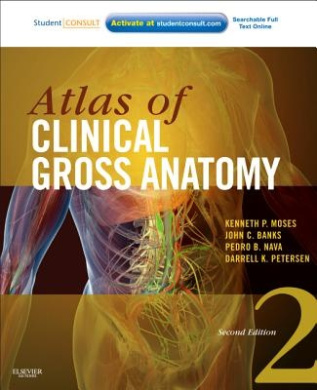 Student CONSULT
Activate at studentconsult.com
Searchable Full
Text Online
Atlas of
CLINICAL
GROSS ANATOMY
KENNETH P. MOSES
JOHN C. BANKS
PEDRO B. NAVA
DARRELL K. PETERSEN
Second Edition
2
ELSEVIER